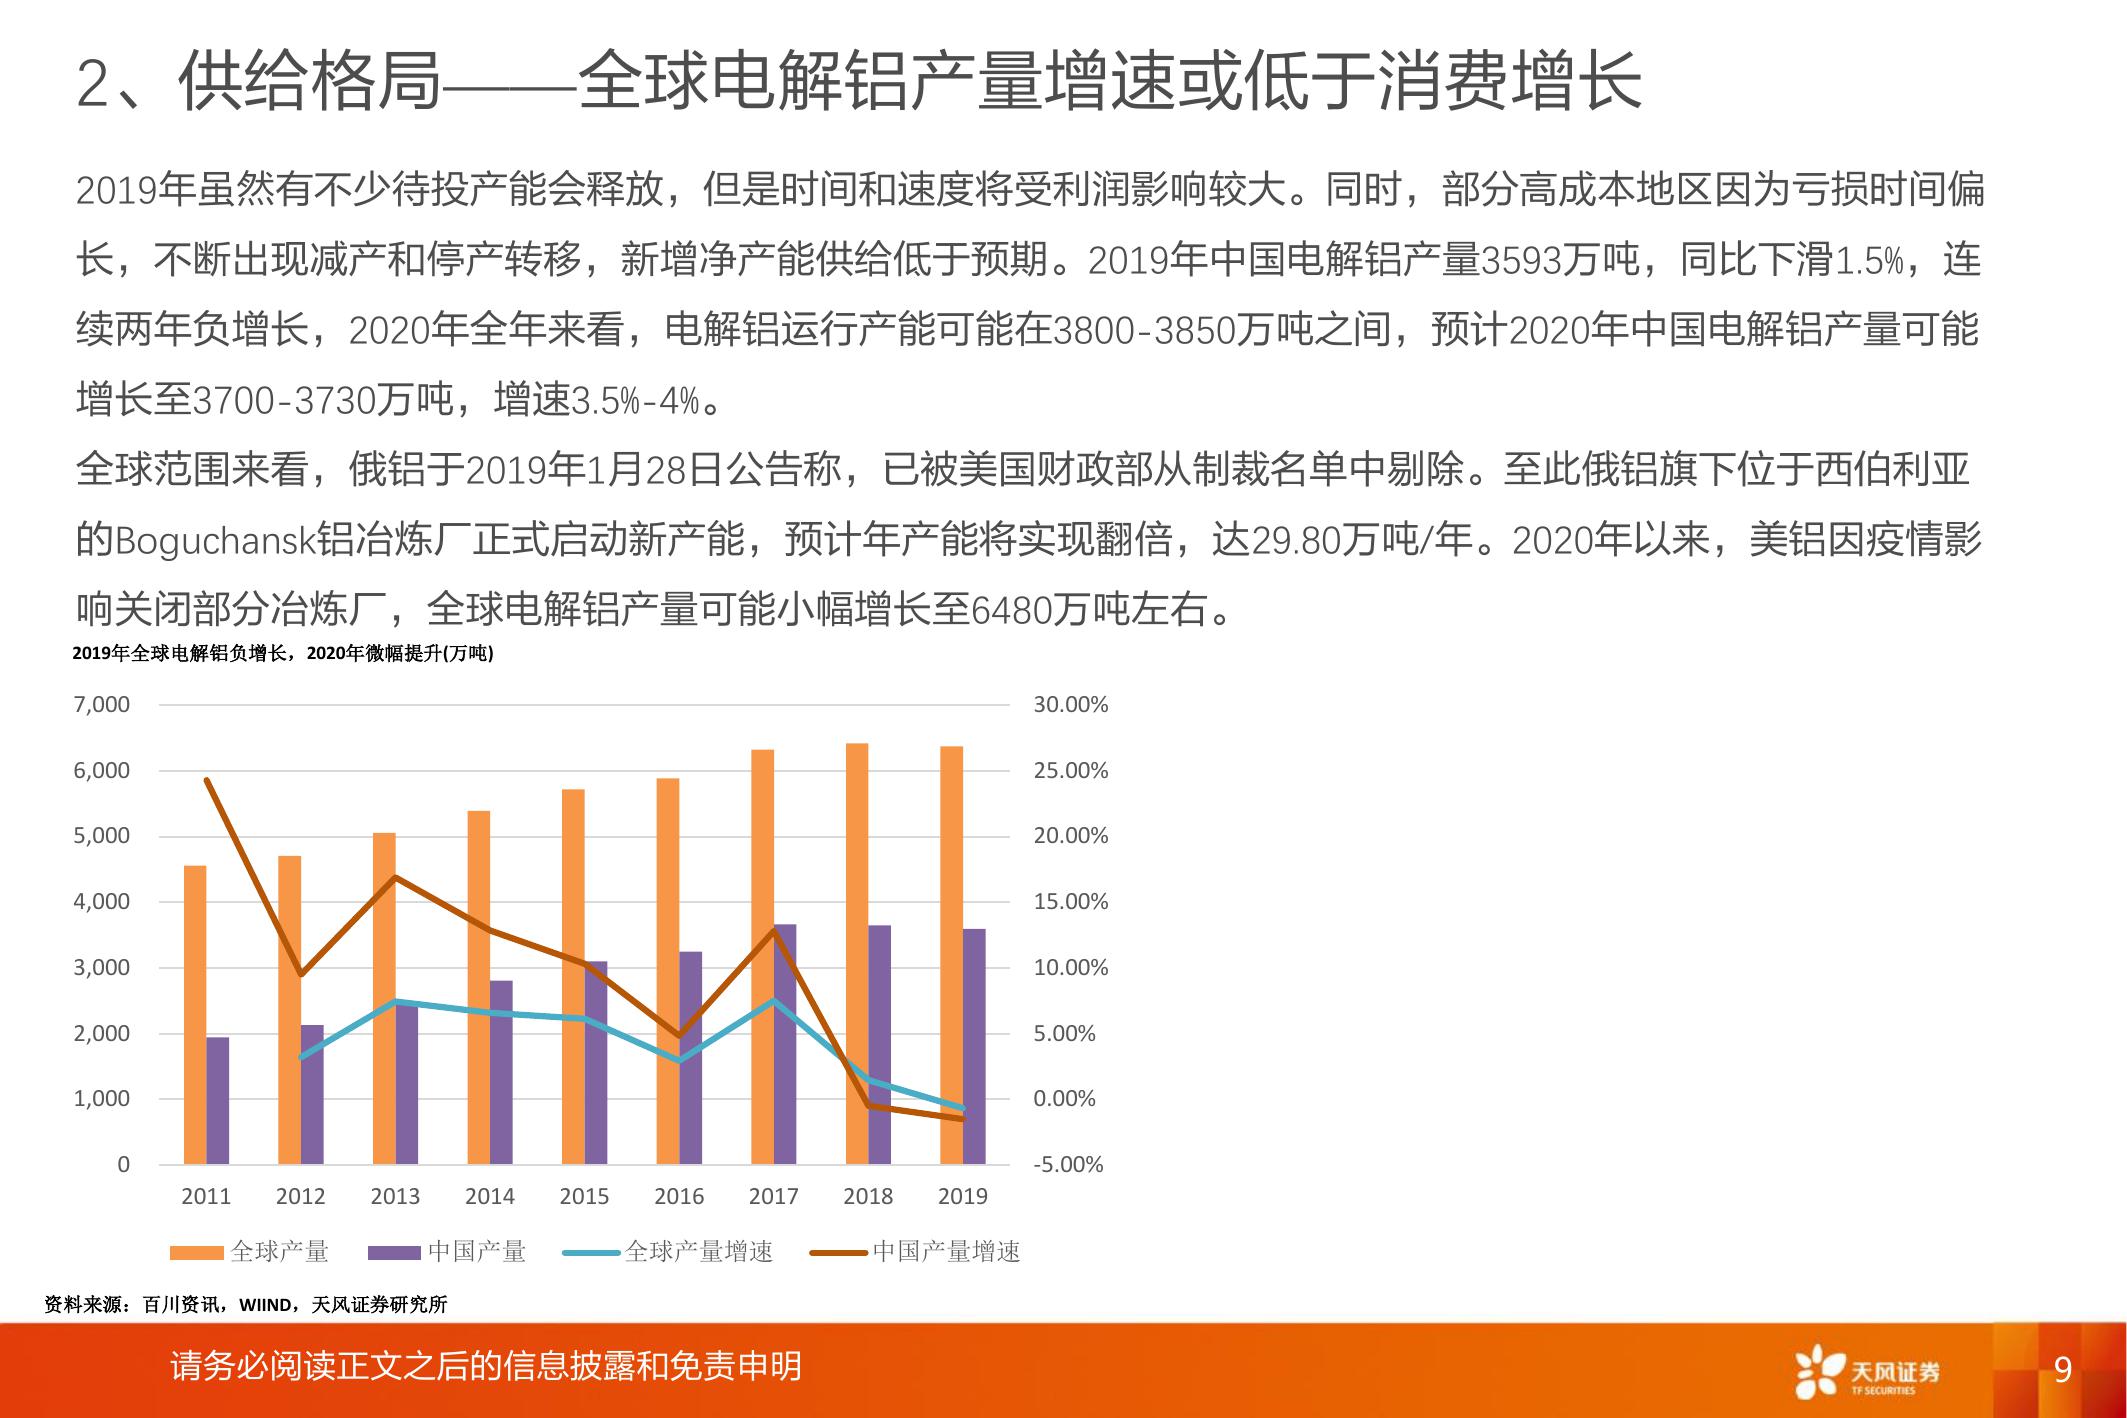 2、供给格局——全球电解铝产量增速或低于消费增长
2019年虽然有不少待投产能会释放，但是时间和速度将受利润影响较大。同时，部分高成本地区因为亏损时间偏
长，不断出现减产和停产转移，新增净产能供给低于预期。2019年中国电解铝产量3593万吨，同比下滑1.5%，连
续两年负增长，2020年全年来看，电解铝运行产能可能在3800-3850万吨之间，预计2020年中国电解铝产量可能
增长至3700-3730万吨，增速3.5%-4%。
全球范围来看，俄铝于2019年1月28日公告称，已被美国财政部从制裁名单中剔除。至此俄铝旗下位于西伯利亚
的Boguchansk铝冶炼厂正式启动新产能，预计年产能将实现翻倍，达29.80万吨/年。2020年以来，美铝因疫情影
响关闭部分冶炼厂，全球电解铝产量可能小幅增长至6480万吨左右。
2019年全球电解铝负增长，2020年微幅提升(万吨)
7,000 30.00%
6,000 25.00%
5,000 20.00%
4,000 15.00%
3,000 10.00%
2,000 5.00%
1,000 0.00%
0 -5.00%
2011 2012 2013 2014 2015 2016 2017 2018 2019
全球产量 中国产量 全球产量增速 中国产量增速
资料来源：百川资讯，WIIND，天风证券研究所
请务必阅读正文之后的信息披露和免责申明
天风证券
TF SECURITIES
9